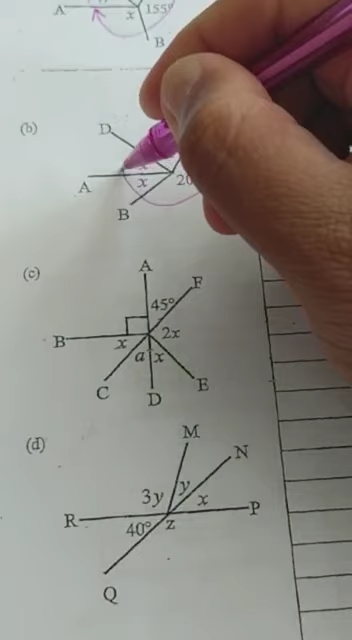 A x 155°
B
(b)
D
x
A x 20
B
(c)
A
45° F
2x
B x
a x
C D E
(d)
M
N
3y y x
R P
40° z
Q